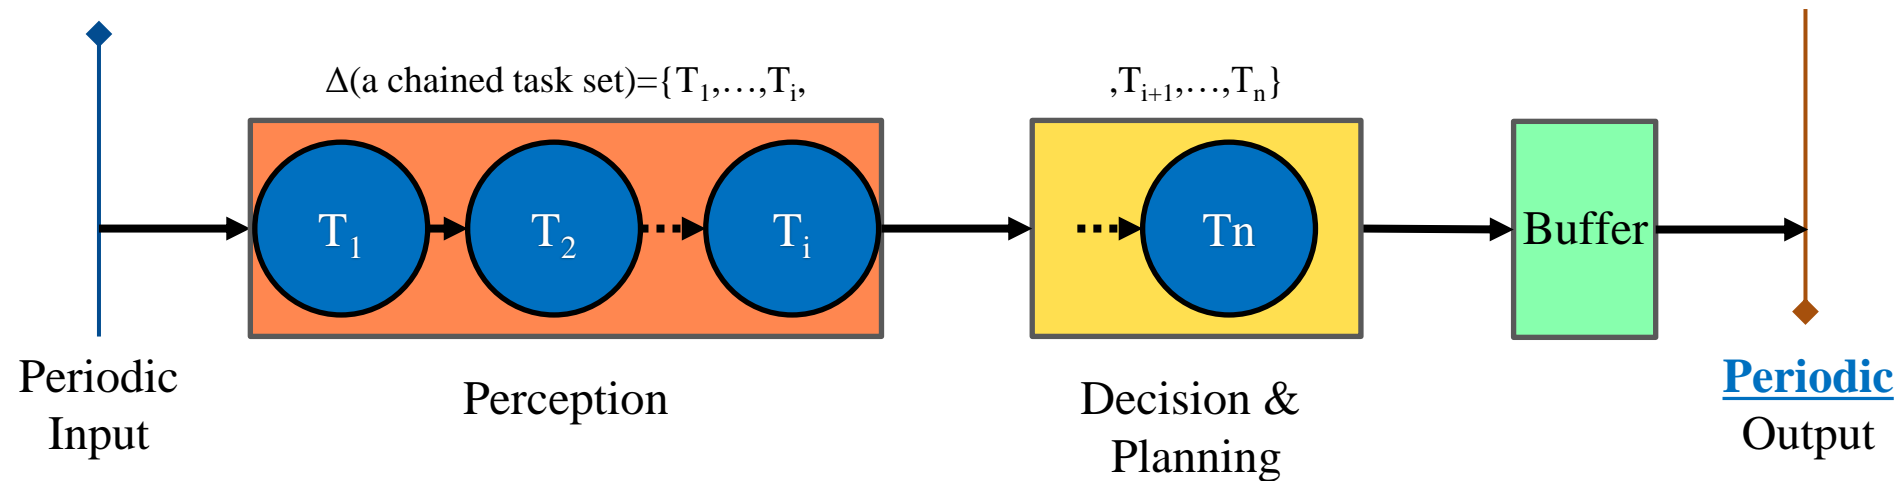 Δ(a chained task set)={T₁,…,Tᵢ,
,Tᵢ₊₁,…,Tₙ}
T₁
T₂
Tᵢ
Tn
Buffer
Periodic
Input
Perception
Decision &
Planning
Periodic
Output